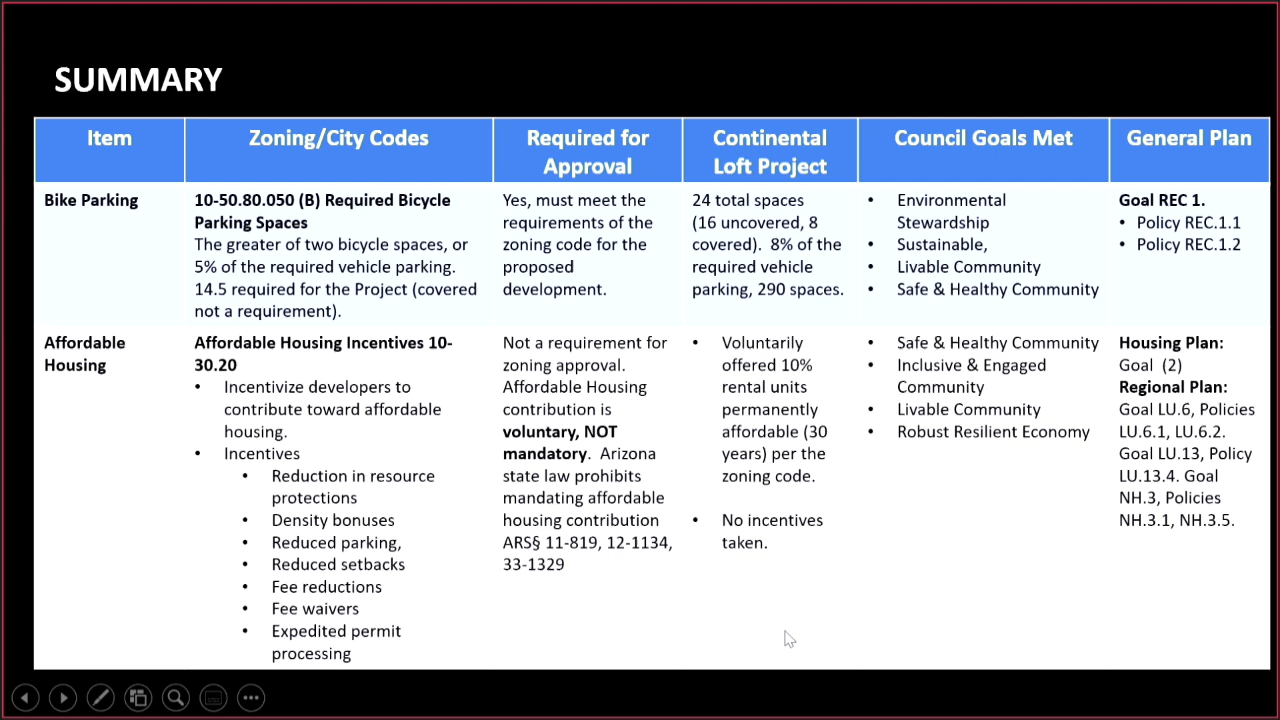 SUMMARY
Item
Zoning/City Codes
Required for
Approval
Continental
Loft Project
Council Goals Met
General Plan
Bike Parking
10-50.80.050 (B) Required Bicycle
Parking Spaces
The greater of two bicycle spaces, or
5% of the required vehicle parking.
14.5 required for the Project (covered
not a requirement).
Yes, must meet the
requirements of the
zoning code for the
proposed
development.
24 total spaces
(16 uncovered, 8
covered). 8% of the
required vehicle
parking, 290 spaces.
• Environmental
Stewardship
• Sustainable,
• Livable Community
• Safe & Healthy Community
Goal REC 1.
• Policy REC.1.1
• Policy REC.1.2
Affordable
Housing
Affordable Housing Incentives 10-
30.20
• Incentivize developers to
contribute toward affordable
housing.
• Incentives
• Reduction in resource
protections
• Density bonuses
• Reduced parking,
• Reduced setbacks
• Fee reductions
• Fee waivers
• Expedited permit
processing
Not a requirement for
zoning approval.
Affordable Housing
contribution is
voluntary, NOT
mandatory. Arizona
state law prohibits
mandating affordable
housing contribution
ARS§ 11-819, 12-1134,
33-1329
• Voluntarily
offered 10%
rental units
permanently
affordable (30
years) per the
zoning code.
• No incentives
taken.
• Safe & Healthy Community
• Inclusive & Engaged
Community
• Livable Community
• Robust Resilient Economy
Housing Plan:
Goal (2)
Regional Plan:
Goal LU.6, Policies
LU.6.1, LU.6.2.
Goal LU.13, Policy
LU.13.4. Goal
NH.3, Policies
NH.3.1, NH.3.5.